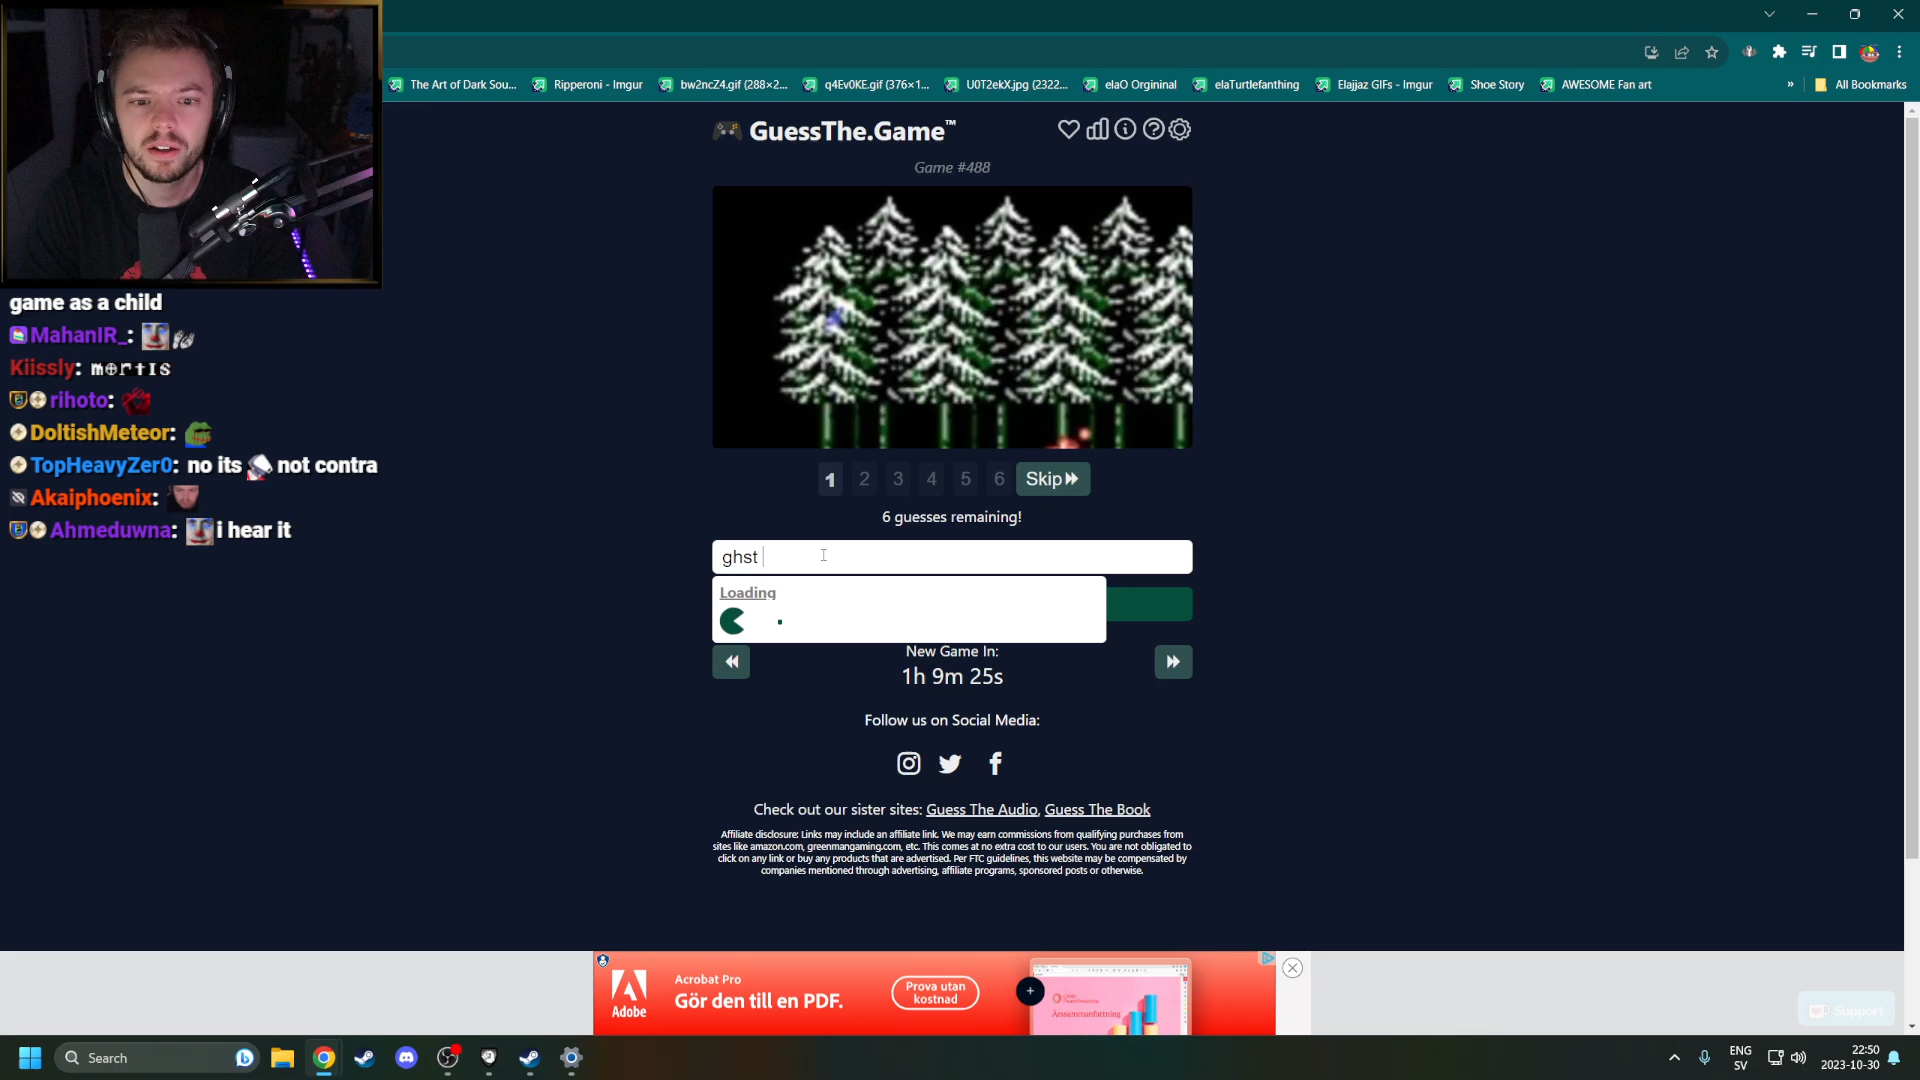 The Art of Dark Sou...
Ripperoni - Imgur
bw2ncZ4.gif (288×2...
q4Ev0KE.gif (376×1...
U0T2ekX.jpg (2322...
elaO Orgininal
elaTurtlefanthing
Elajjaz GIFs - Imgur
Shoe Story
AWESOME Fan art
»
All Bookmarks
GuessThe.Game™
Game #488
game as a child
MahanIR_:
Kiissly: m⊕rtIs
rihoto:
DoltishMeteor:
TopHeavyZer0: no its not contra
Akaiphoenix:
Ahmeduwna: i hear it
1 2 3 4 5 6 Skip
6 guesses remaining!
ghst
Loading
New Game In:
1h 9m 25s
Follow us on Social Media:
Check out our sister sites: Guess The Audio, Guess The Book
Affiliate disclosure: Links may include an affiliate link. We may earn commissions from qualifying purchases from
sites like amazon.com, greenmangaming.com, etc. This comes at no extra cost to our users. You are not obligated to
click on any link or buy any products that are advertised. Per FTC guidelines, this website may be compensated by
companies mentioned through advertising, affiliate programs, sponsored posts or otherwise.
Adobe
Acrobat Pro
Gör den till en PDF.
Prova utan
kostnad
Årssammanfattning
Support
Search
ENG
SV
22:50
2023-10-30